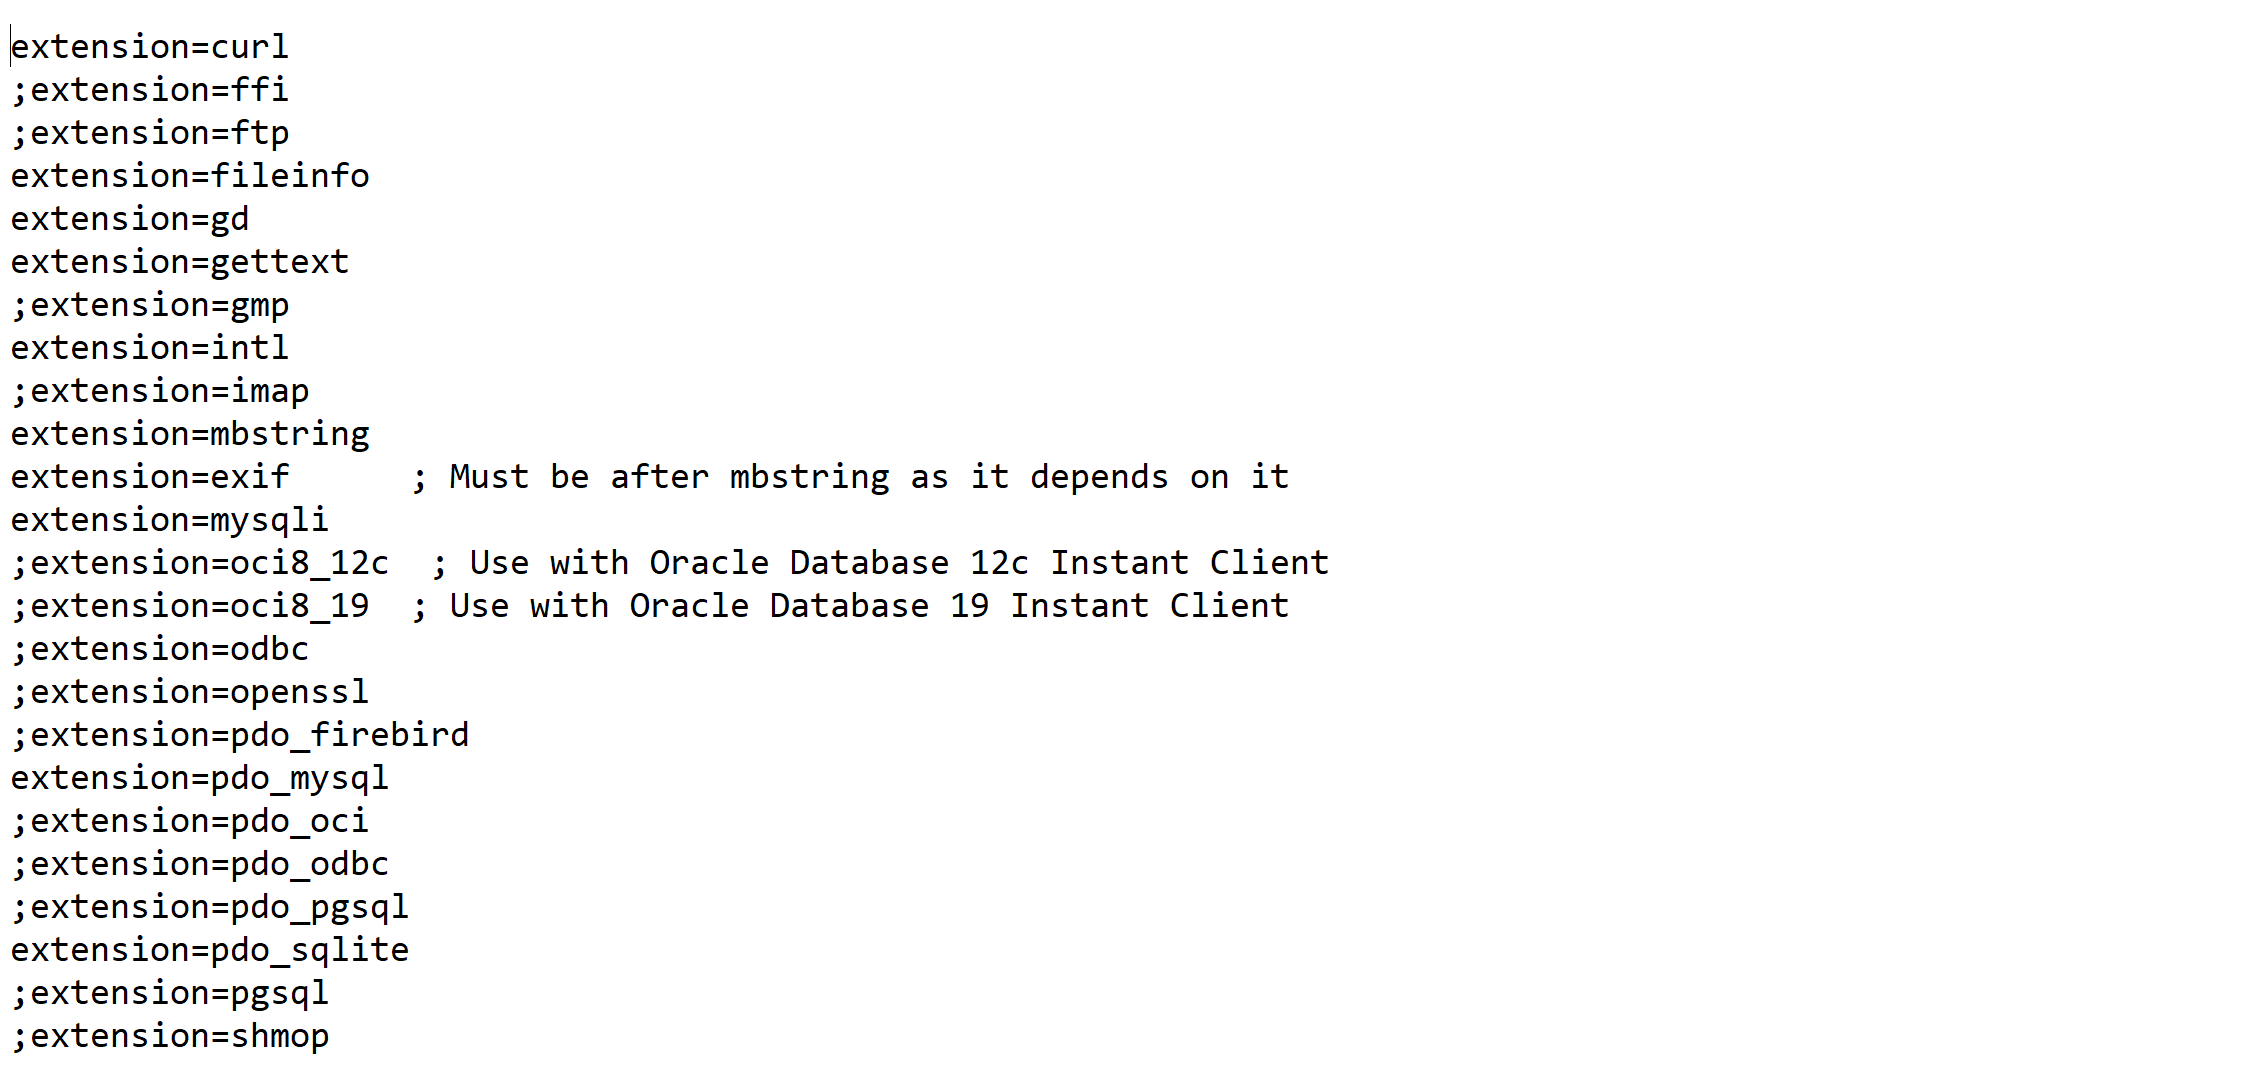 extension=curl
;extension=ffi
;extension=ftp
extension=fileinfo
extension=gd
extension=gettext
;extension=gmp
extension=intl
;extension=imap
extension=mbstring
extension=exif      ; Must be after mbstring as it depends on it
extension=mysqli
;extension=oci8_12c  ; Use with Oracle Database 12c Instant Client
;extension=oci8_19  ; Use with Oracle Database 19 Instant Client
;extension=odbc
;extension=openssl
;extension=pdo_firebird
extension=pdo_mysql
;extension=pdo_oci
;extension=pdo_odbc
;extension=pdo_pgsql
extension=pdo_sqlite
;extension=pgsql
;extension=shmop